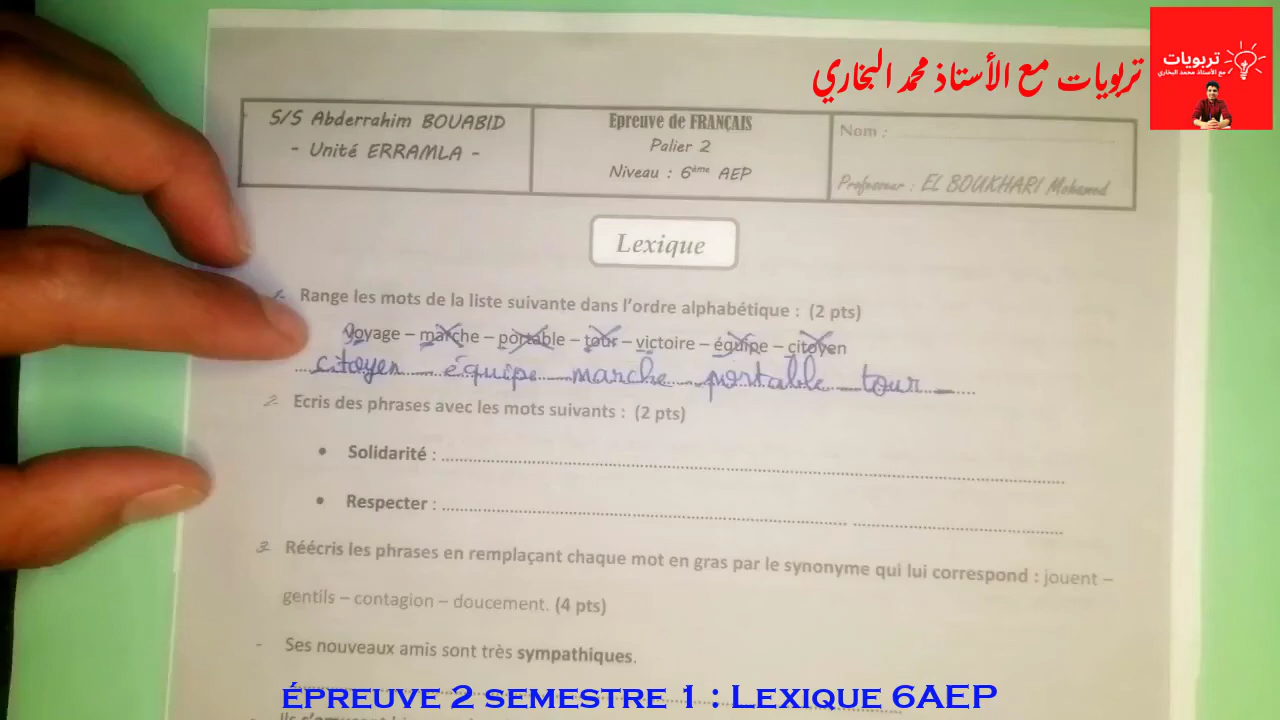 تربويات مع الأستاذ محمد البخاري
تربويات
مع الأستاذ محمد البخاري
S/S Abderrahim BOUABID
- Unité ERRAMLA -
Epreuve de FRANÇAIS
Palier 2
Niveau : 6ème AEP
Nom :
Professeur : EL BOUKHARI Mohamed
Lexique
1- Range les mots de la liste suivante dans l'ordre alphabétique : (2 pts)
voyage – marche – portable – tour – victoire – équipe – citoyen
citoyen – équipe – marche – portable – tour –
2- Ecris des phrases avec les mots suivants : (2 pts)
• Solidarité :
• Respecter :
3- Réécris les phrases en remplaçant chaque mot en gras par le synonyme qui lui correspond : jouent –
gentils – contagion – doucement. (4 pts)
- Ses nouveaux amis sont très sympathiques.
épreuve 2 semestre 1 : Lexique 6AEP